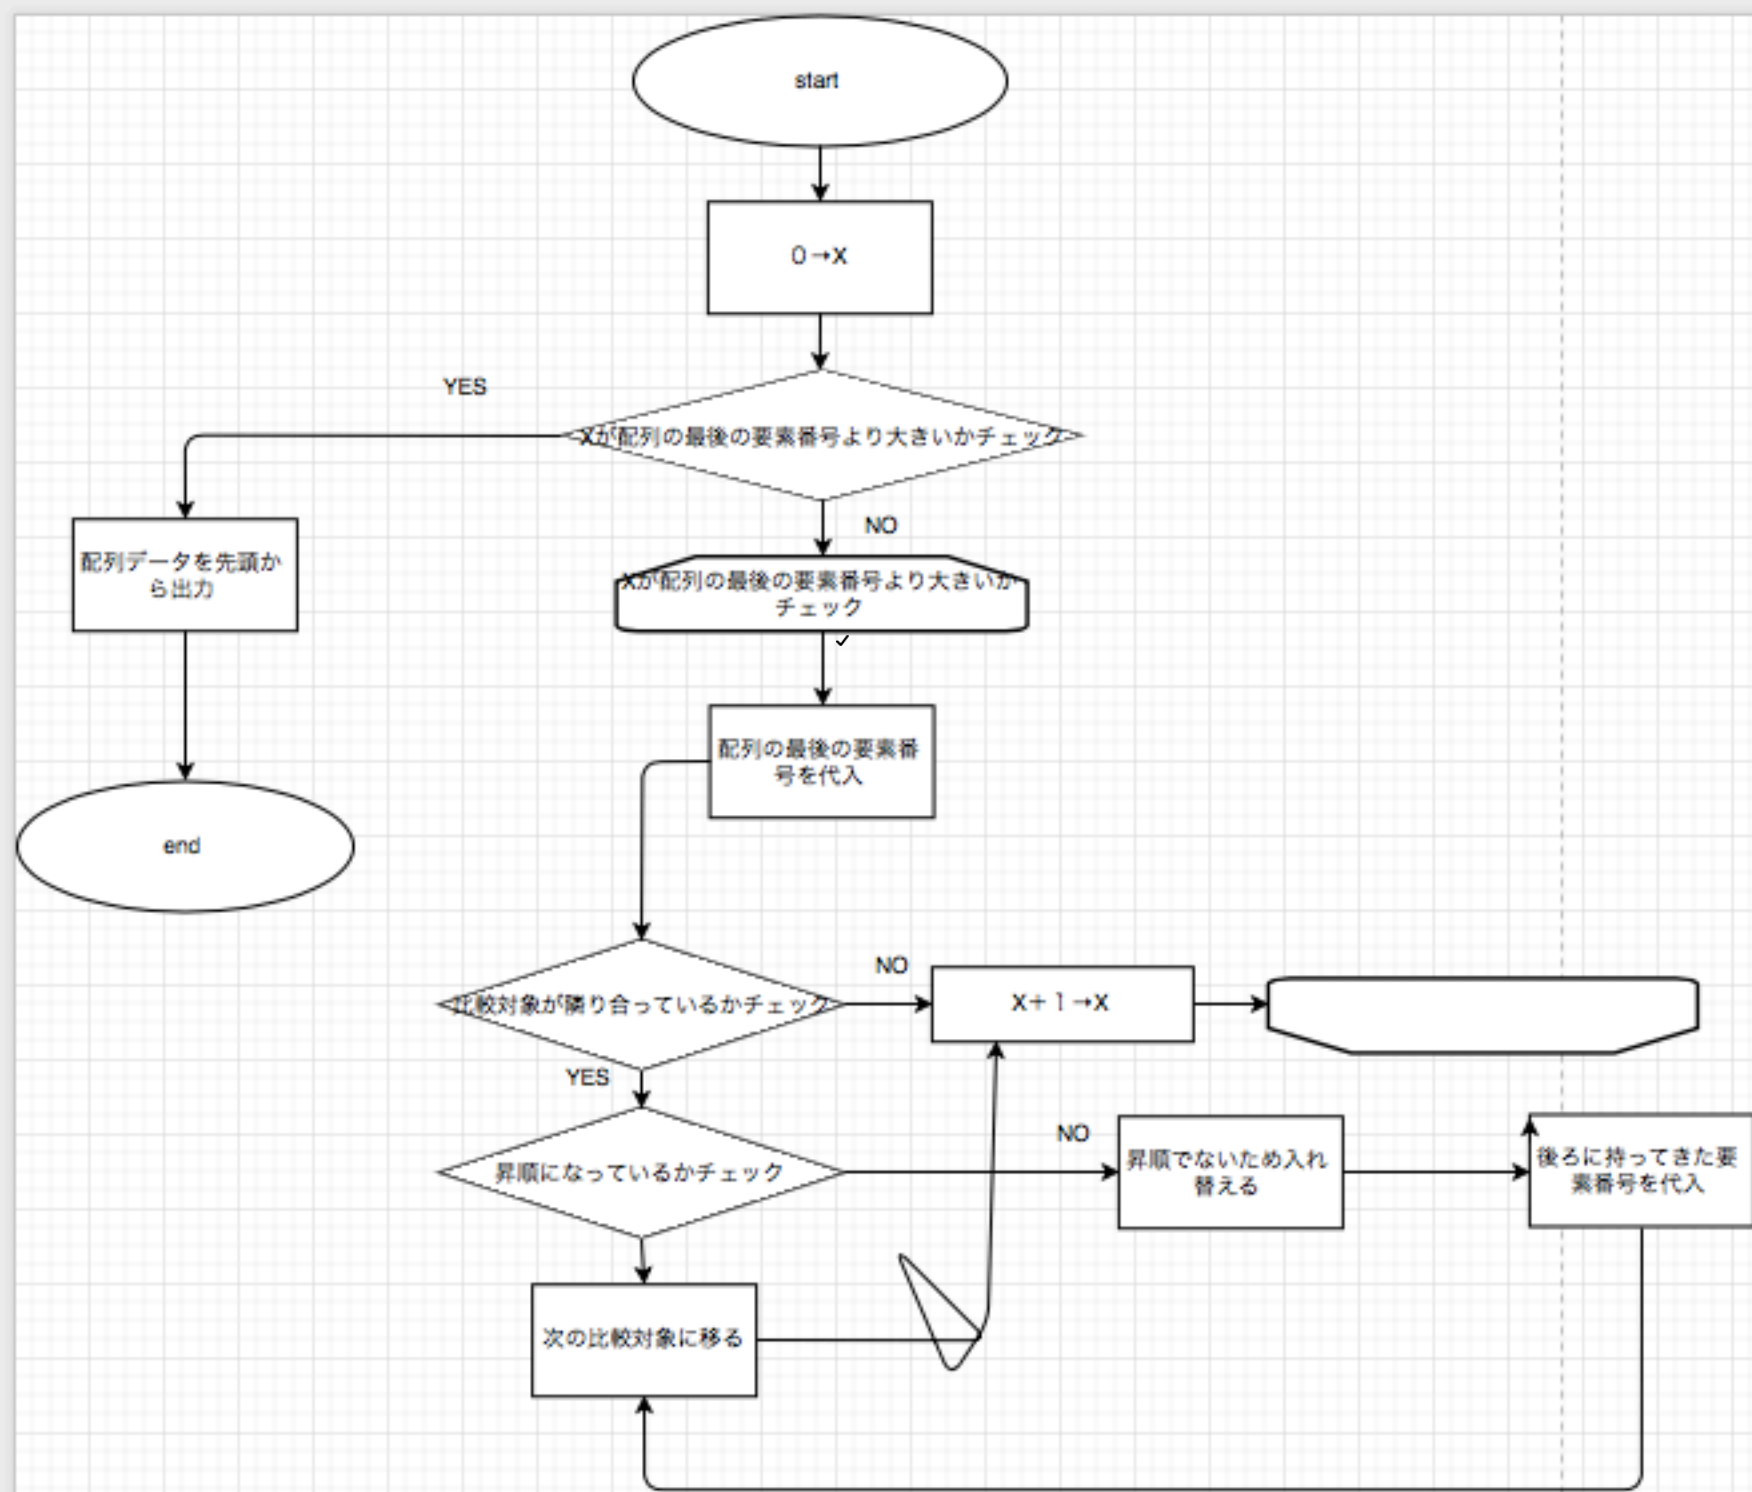 start
０→X
YES
Xが配列の最後の要素番号より大きいかチェック
NO
配列データを先頭か
ら出力
Xが配列の最後の要素番号より大きいか
チェック
配列の最後の要素番
号を代入
end
NO
比較対象が隣り合っているかチェック
X＋１→X
YES
NO
昇順になっているかチェック
昇順でないため入れ
替える
後ろに持ってきた要
素番号を代入
次の比較対象に移る